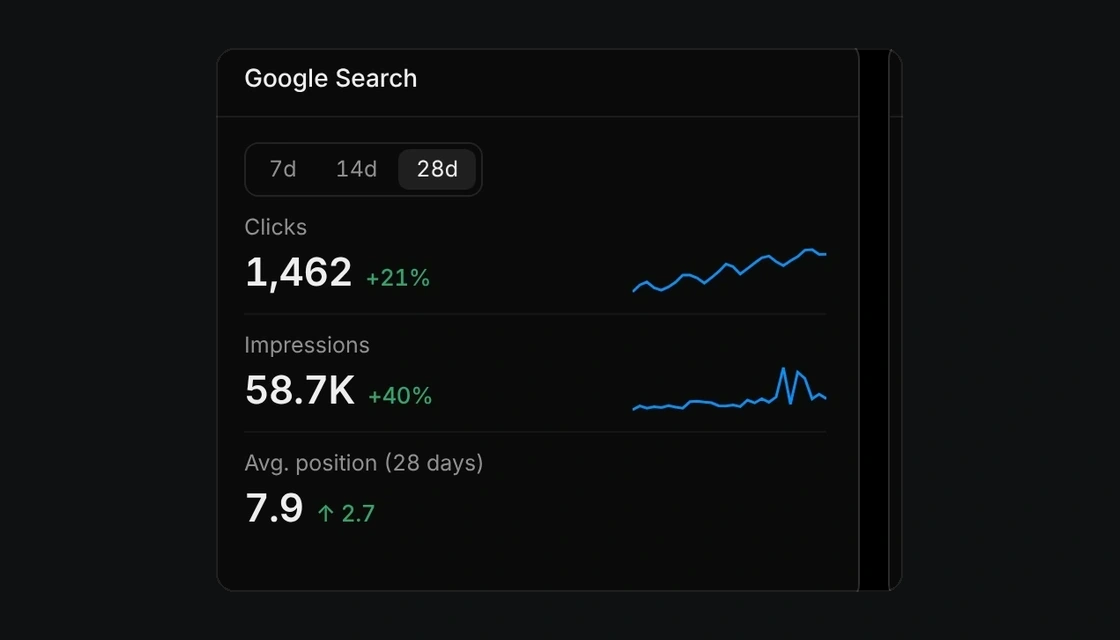 Google Search
7d 14d 28d
Clicks
1,462 +21%
Impressions
58.7K +40%
Avg. position (28 days)
7.9 ↑ 2.7